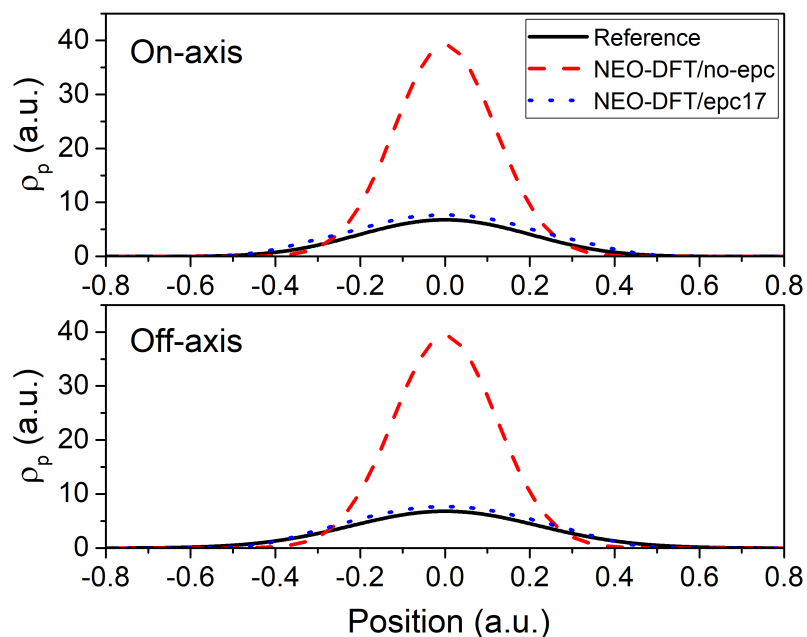 On-axis
Reference
NEO-DFT/no-epc
NEO-DFT/epc17
ρp (a.u.)
40
30
20
10
0
-0.8 -0.6 -0.4 -0.2 0.0 0.2 0.4 0.6 0.8
Off-axis
ρp (a.u.)
40
30
20
10
0
-0.8 -0.6 -0.4 -0.2 0.0 0.2 0.4 0.6 0.8
Position (a.u.)